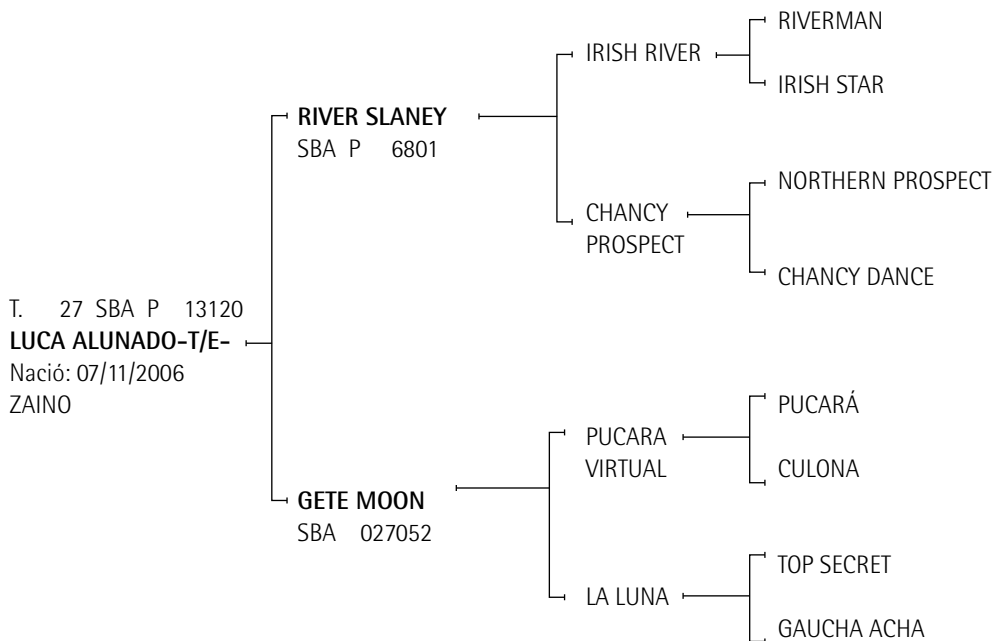 RIVERMAN
IRISH RIVER
IRISH STAR
RIVER SLANEY
SBA P 6801
NORTHERN PROSPECT
CHANCY
PROSPECT
CHANCY DANCE
T. 27 SBA P 13120
LUCA ALUNADO-T/E-
Nació: 07/11/2006
ZAINO
PUCARÁ
PUCARA
VIRTUAL
CULONA
GETE MOON
SBA 027052
TOP SECRET
LA LUNA
GAUCHA ACHA